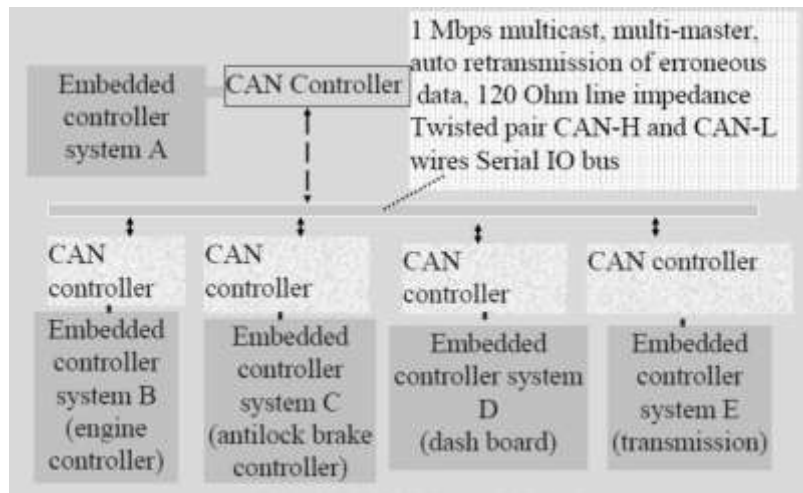 1 Mbps multicast, multi-master,
auto retransmission of erroneous
data, 120 Ohm line impedance
Twisted pair CAN-H and CAN-L
wires Serial IO bus
Embedded
controller
system A
CAN Controller
CAN
controller
CAN
controller
CAN
controller
CAN controller
Embedded
controller
system B
(engine
controller)
Embedded
controller
system C
(antilock brake
controller)
Embedded
controller system
D
(dash board)
Embedded
controller
system E
(transmission)